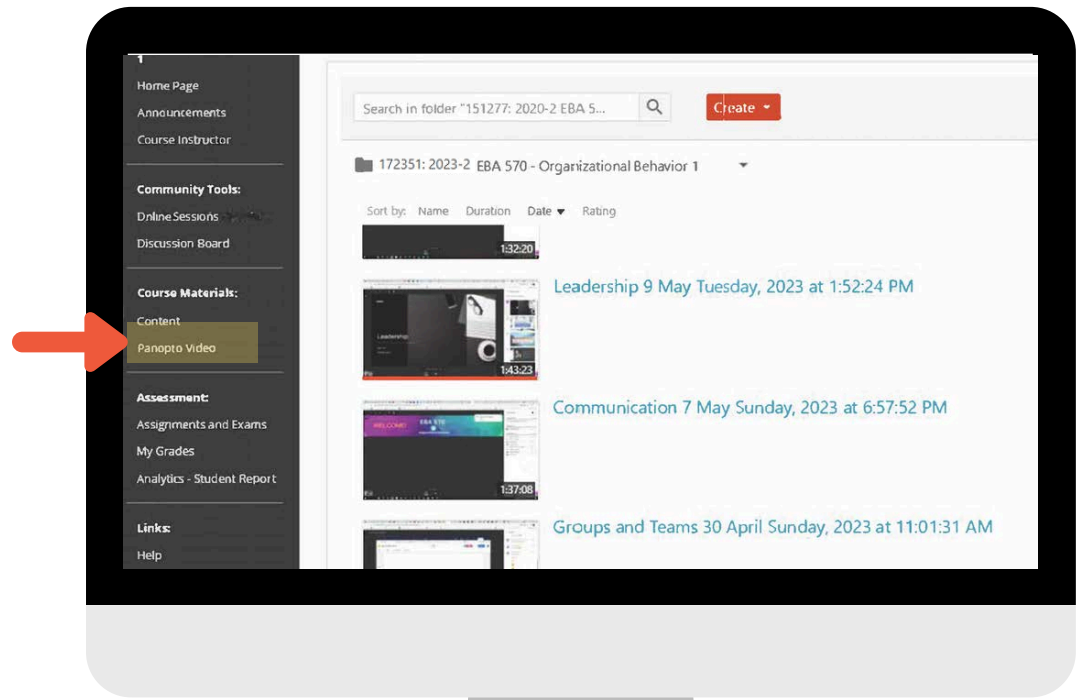 1
Home Page
Announcements
Course Instructor
Community Tools:
Online Sessions
Discussion Board
Course Materials:
Content
Panopto Video
Assessment:
Assignments and Exams
My Grades
Analytics - Student Report
Links:
Help
Search in folder "151277: 2020-2 EBA 5...
Create
172351: 2023-2 EBA 570 - Organizational Behavior 1
Sort by: Name Duration Date Rating
1:32:20
Leadership 9 May Tuesday, 2023 at 1:52:24 PM
Leadership
1:43:23
Communication 7 May Sunday, 2023 at 6:57:52 PM
WELCOME! EBA 570
1:37:08
Groups and Teams 30 April Sunday, 2023 at 11:01:31 AM